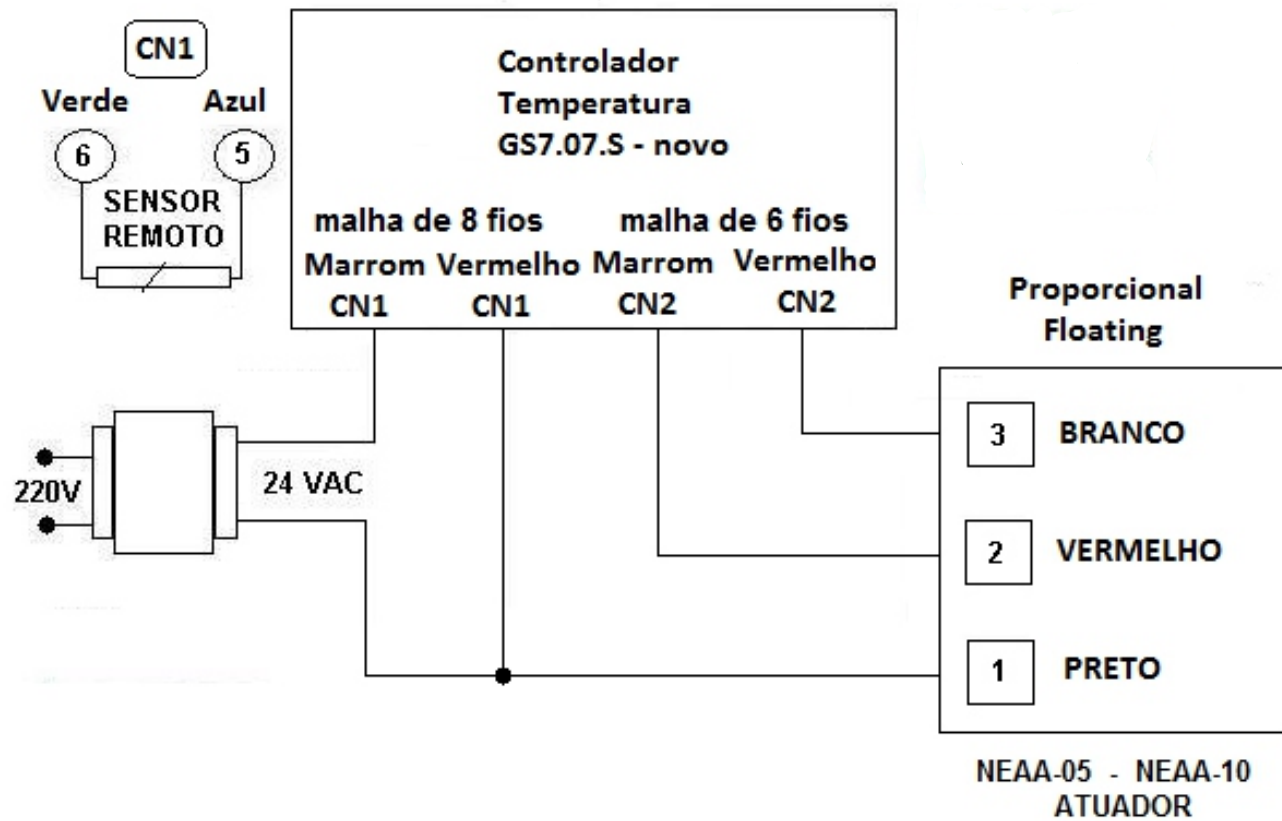 CN1
Verde Azul
6 5
SENSOR
REMOTO
Controlador
Temperatura
GS7.07.S - novo
malha de 8 fios malha de 6 fios
Marrom Vermelho Marrom Vermelho
CN1 CN1 CN2 CN2
220V
24 VAC
Proporcional
Floating
3 BRANCO
2 VERMELHO
1 PRETO
NEAA-05 - NEAA-10
ATUADOR